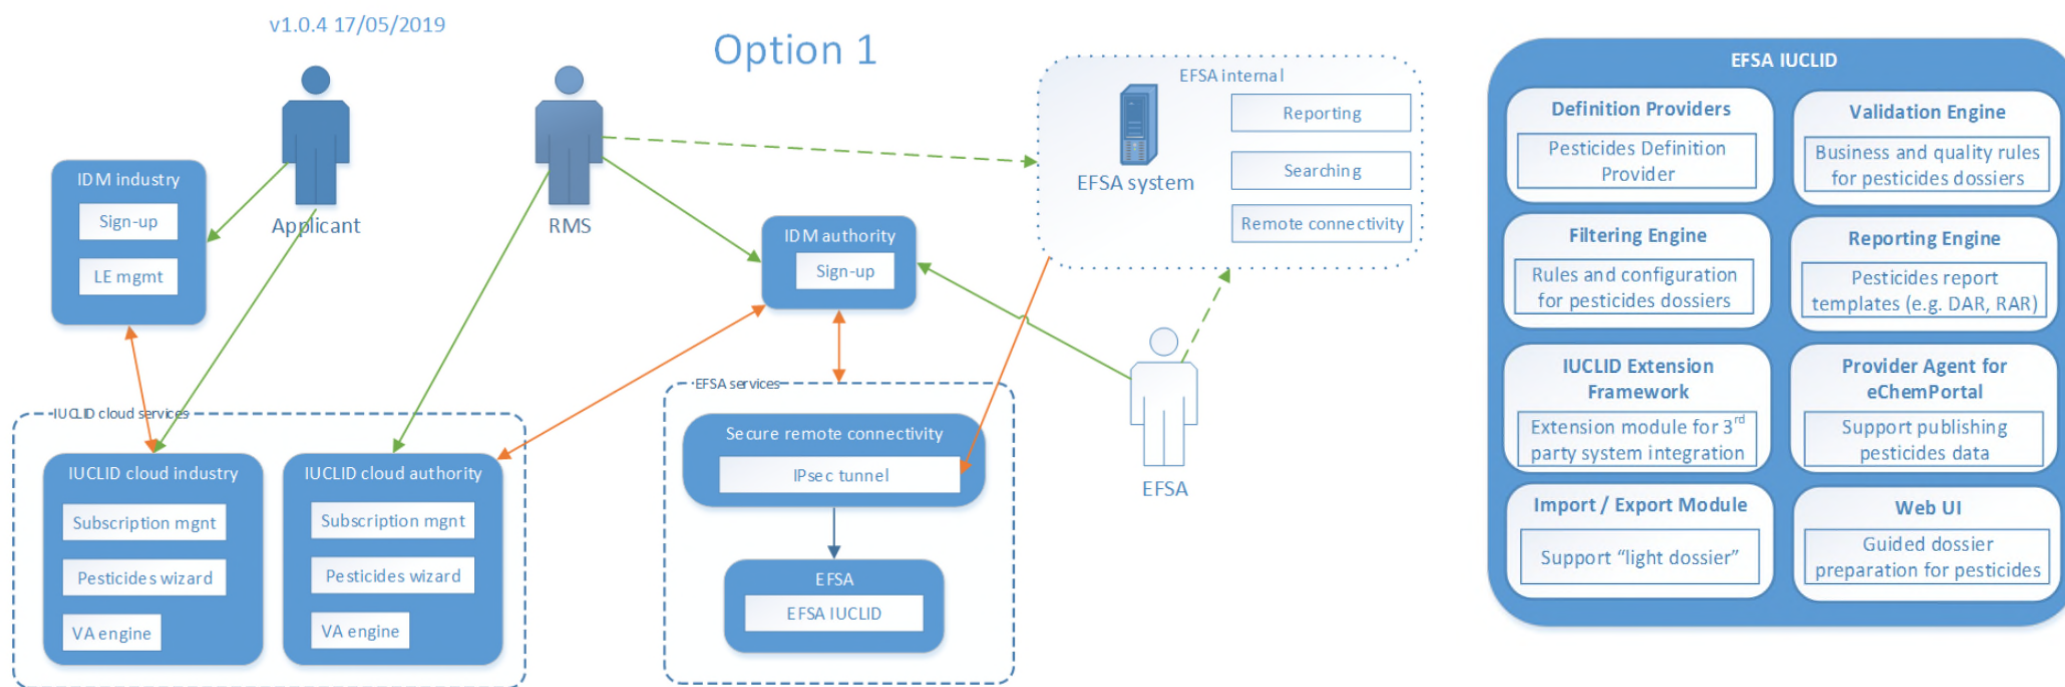 v1.0.4 17/05/2019
Option 1
Applicant
RMS
IDM industry
Sign-up
LE mgmt
IDM authority
Sign-up
EFSA internal
EFSA system
Reporting
Searching
Remote connectivity
EFSA
IUCLID cloud services
IUCLID cloud industry
Subscription mgnt
Pesticides wizard
VA engine
IUCLID cloud authority
Subscription mgnt
Pesticides wizard
VA engine
EFSA services
Secure remote connectivity
IPsec tunnel
EFSA
EFSA IUCLID
EFSA IUCLID
Definition Providers
Pesticides Definition
Provider
Validation Engine
Business and quality rules
for pesticides dossiers
Filtering Engine
Rules and configuration
for pesticides dossiers
Reporting Engine
Pesticides report
templates (e.g. DAR, RAR)
IUCLID Extension
Framework
Extension module for 3rd
party system integration
Provider Agent for
eChemPortal
Support publishing
pesticides data
Import / Export Module
Support “light dossier”
Web UI
Guided dossier
preparation for pesticides